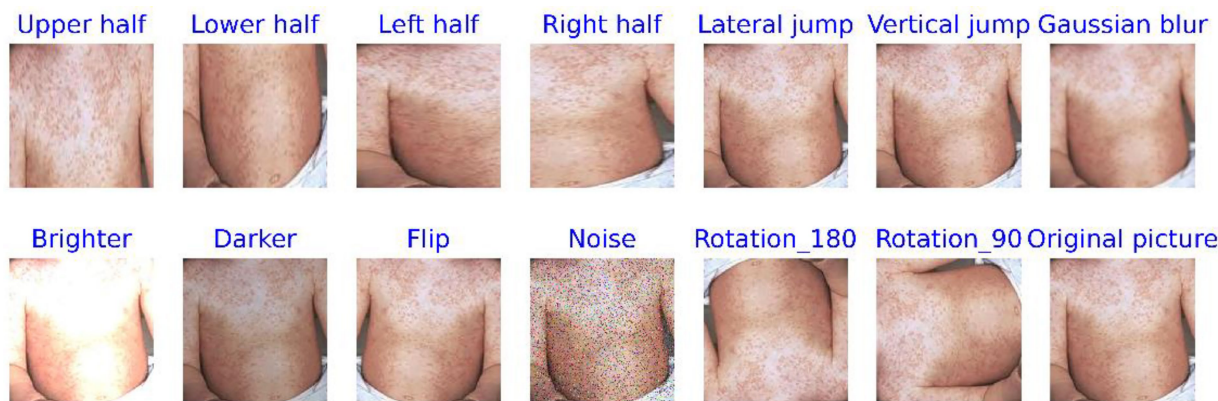 Upper half
Lower half
Left half
Right half
Lateral jump
Vertical jump
Gaussian blur
Brighter
Darker
Flip
Noise
Rotation_180
Rotation_90
Original picture